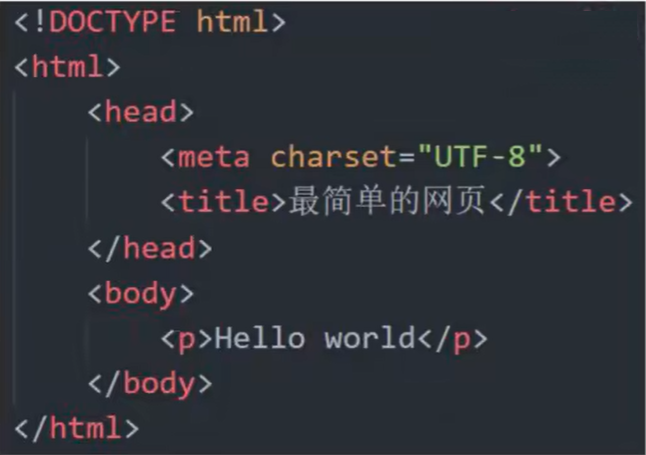 <!DOCTYPE html>
<html>
    <head>
        <meta charset="UTF-8">
        <title>最简单的网页</title>
    </head>
    <body>
        <p>Hello world</p>
    </body>
</html>